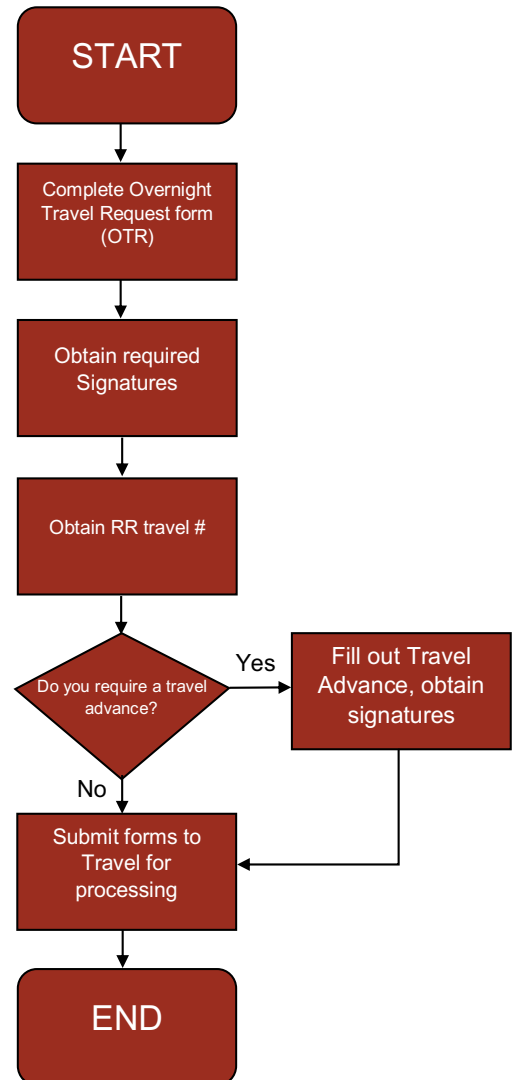 START
Complete Overnight
Travel Request form
(OTR)
Obtain required
Signatures
Obtain RR travel #
Do you require a travel
advance?
Yes
Fill out Travel
Advance, obtain
signatures
No
Submit forms to
Travel for
processing
END